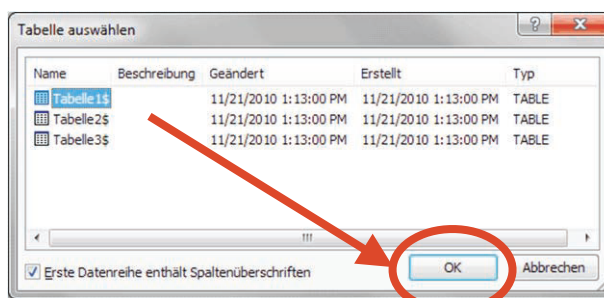 Tabelle auswählen
Name Beschreibung Geändert Erstellt Typ
Tabelle1$ 11/21/2010 1:13:00 PM 11/21/2010 1:13:00 PM TABLE
Tabelle2$ 11/21/2010 1:13:00 PM 11/21/2010 1:13:00 PM TABLE
Tabelle3$ 11/21/2010 1:13:00 PM 11/21/2010 1:13:00 PM TABLE
Erste Datenreihe enthält Spaltenüberschriften OK Abbrechen